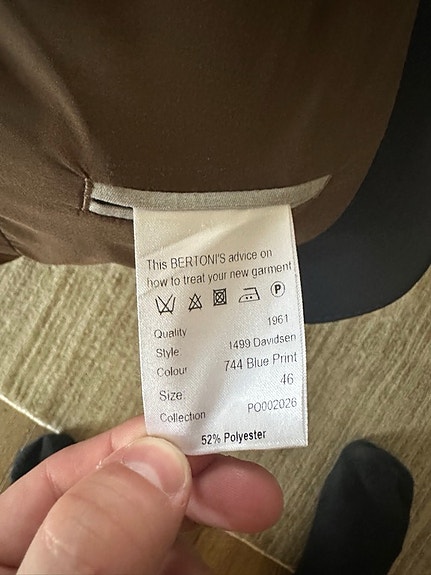 This BERTONI'S advice on
how to treat your new garment
P
Quality 1961
Style 1499 Davidsen
Colour 744 Blue Print
Size: 46
Collection PO002026
52% Polyester